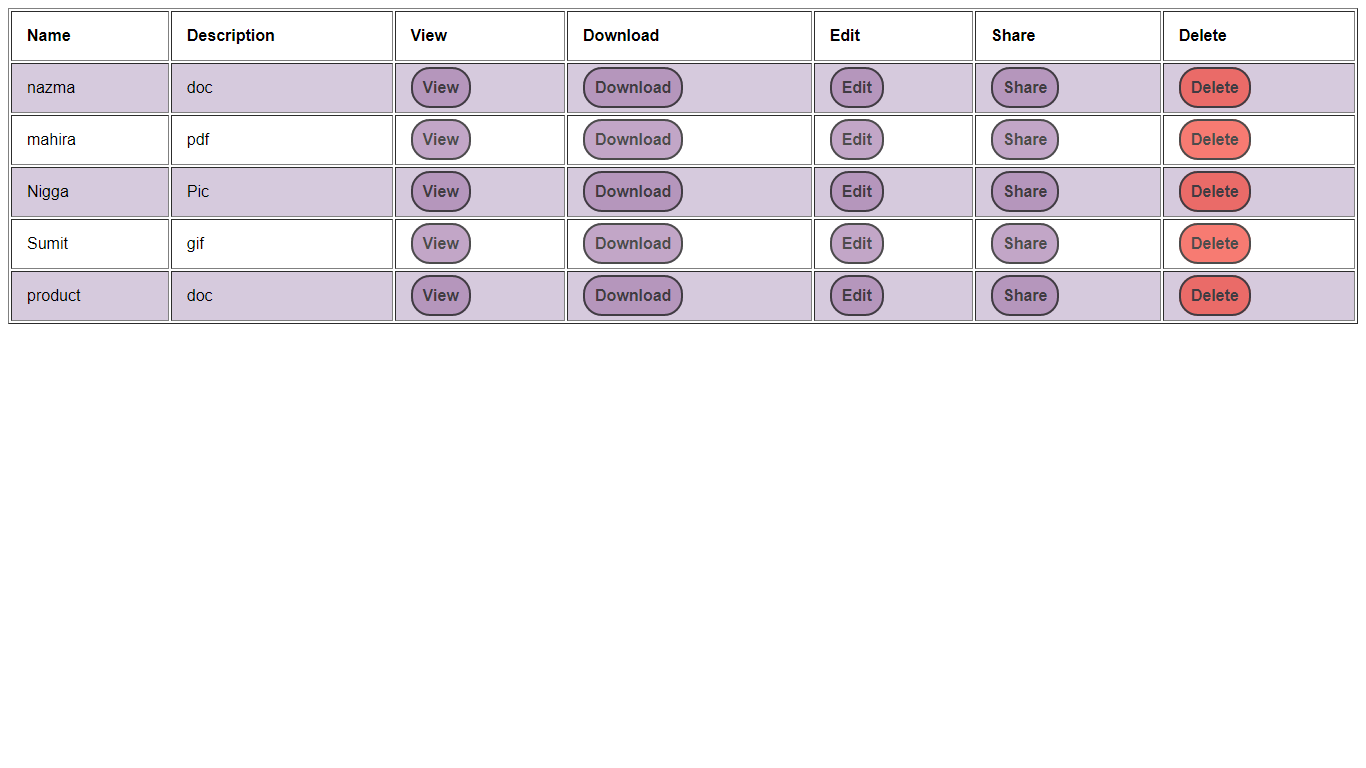 Name Description View Download Edit Share Delete
nazma doc View Download Edit Share Delete
mahira pdf View Download Edit Share Delete
Nigga Pic View Download Edit Share Delete
Sumit gif View Download Edit Share Delete
product doc View Download Edit Share Delete